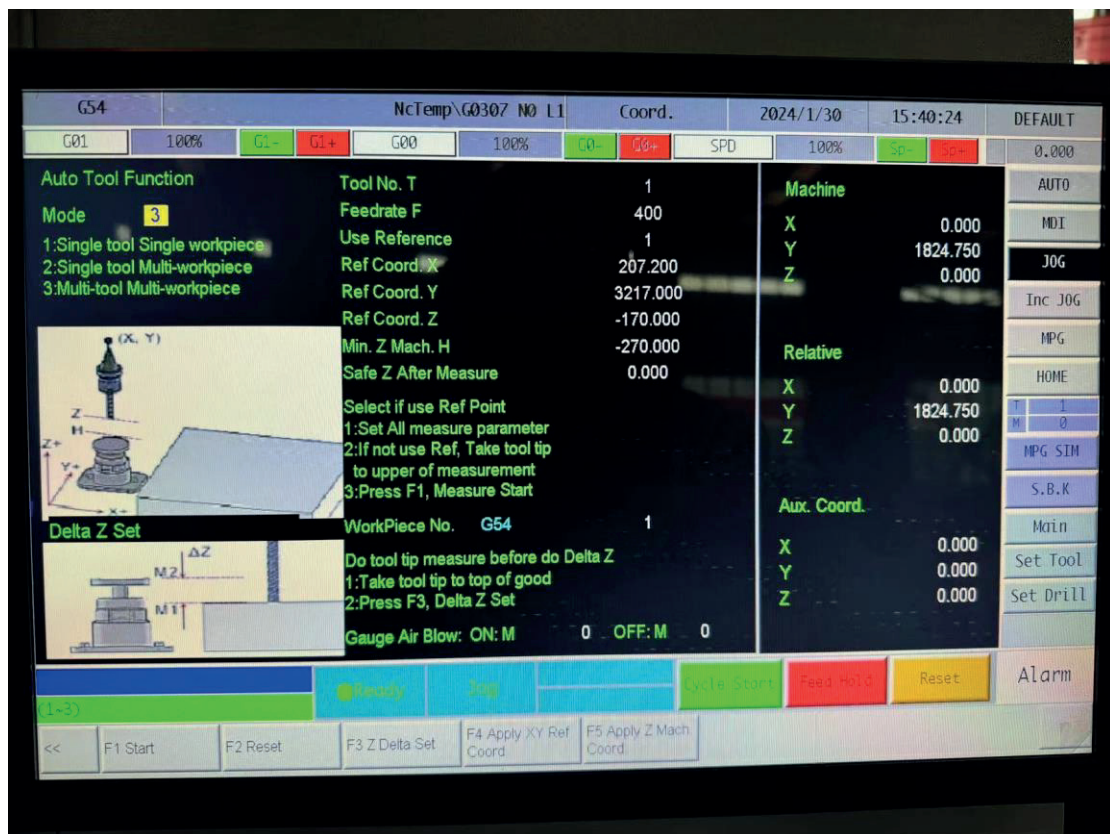 G54 NcTemp\G0307 N0 L1 Coord. 2024/1/30 15:40:24 DEFAULT
G01 100% G1- G1+ G00 100% G0- G0+ SPD 100% Sp- Sp+ 0.000
Auto Tool Function
Mode 3
1:Single tool Single workpiece
2:Single tool Multi-workpiece
3:Multi-tool Multi-workpiece
(X, Y)
Z
H
Z+
Y+
X+
Delta Z Set
ΔZ
M2
M1
Tool No. T 1
Feedrate F 400
Use Reference 1
Ref Coord. X 207.200
Ref Coord. Y 3217.000
Ref Coord. Z -170.000
Min. Z Mach. H -270.000
Safe Z After Measure 0.000
Select if use Ref Point
1:Set All measure parameter
2:If not use Ref, Take tool tip
to upper of measurement
3:Press F1, Measure Start
WorkPiece No. G54 1
Do tool tip measure before do Delta Z
1:Take tool tip to top of good
2:Press F3, Delta Z Set
Gauge Air Blow: ON: M 0 OFF: M 0
Machine
X 0.000
Y 1824.750
Z 0.000
Relative
X 0.000
Y 1824.750
Z 0.000
Aux. Coord.
X 0.000
Y 0.000
Z 0.000
AUTO
MDI
JOG
Inc JOG
MPG
HOME
T 1
M 0
MPG SIM
S.B.K
Main
Set Tool
Set Drill
Alarm
(1~3)
Ready Jog Cycle Start Feed Hold Reset
<< F1 Start F2 Reset F3 Z Delta Set F4 Apply XY Ref Coord F5 Apply Z Mach. Coord.